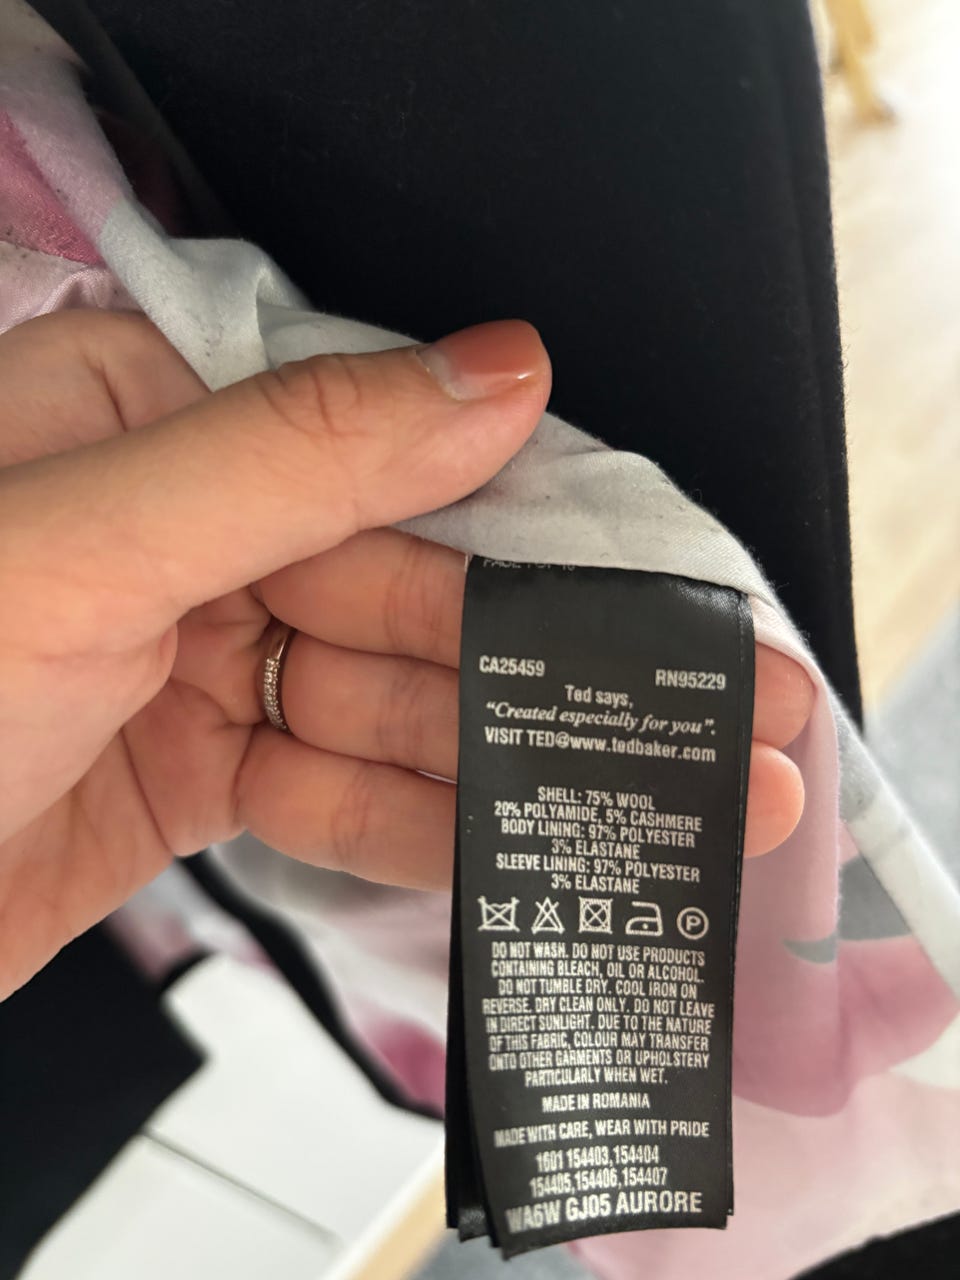 CA25459 RN95229
Ted says,
“Created especially for you”.
VISIT TED@www.tedbaker.com
SHELL: 75% WOOL
20% POLYAMIDE, 5% CASHMERE
BODY LINING: 97% POLYESTER
3% ELASTANE
SLEEVE LINING: 97% POLYESTER
3% ELASTANE
P
DO NOT WASH. DO NOT USE PRODUCTS
CONTAINING BLEACH, OIL OR ALCOHOL.
DO NOT TUMBLE DRY. COOL IRON ON
REVERSE. DRY CLEAN ONLY. DO NOT LEAVE
IN DIRECT SUNLIGHT. DUE TO THE NATURE
OF THIS FABRIC, COLOUR MAY TRANSFER
ONTO OTHER GARMENTS OR UPHOLSTERY
PARTICULARLY WHEN WET.
MADE IN ROMANIA
MADE WITH CARE, WEAR WITH PRIDE
1601 154403,154404
154405,154406,154407
WA6W GJ05 AURORE